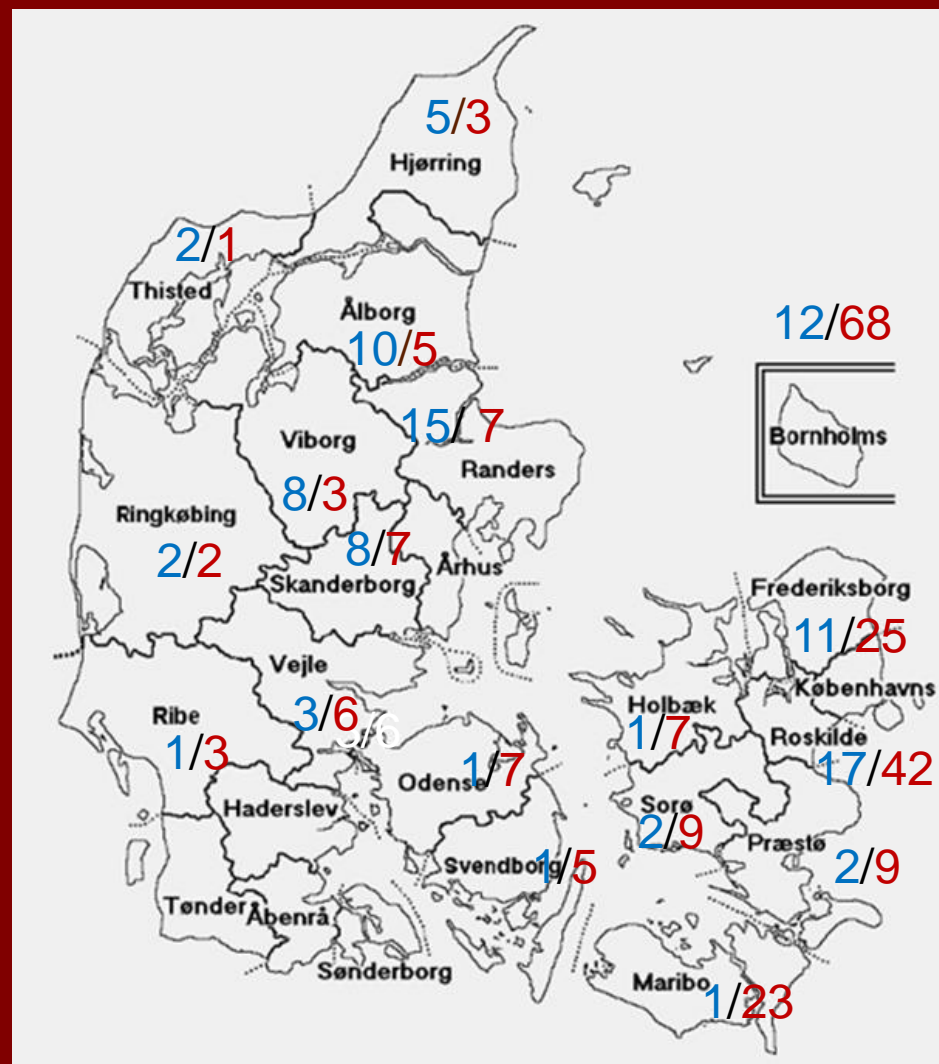 5/3
Hjørring
2/1
Thisted
Ålborg
10/5
12/68
15/ 7
Viborg
Bornholms
Randers
8/3
Ringkøbing
8/7
2/2
Århus
Skanderborg
Frederiksborg
11/25
Vejle
Københavns
3/6
Holbæk
Ribe
1/7
Roskilde
1/3
1/7
17/42
Odense
Haderslev
Sorø
2/9
Præstø
Svendborg
1/5
2/9
Tønder
Åbenrå
Sønderborg
Maribo
1/23